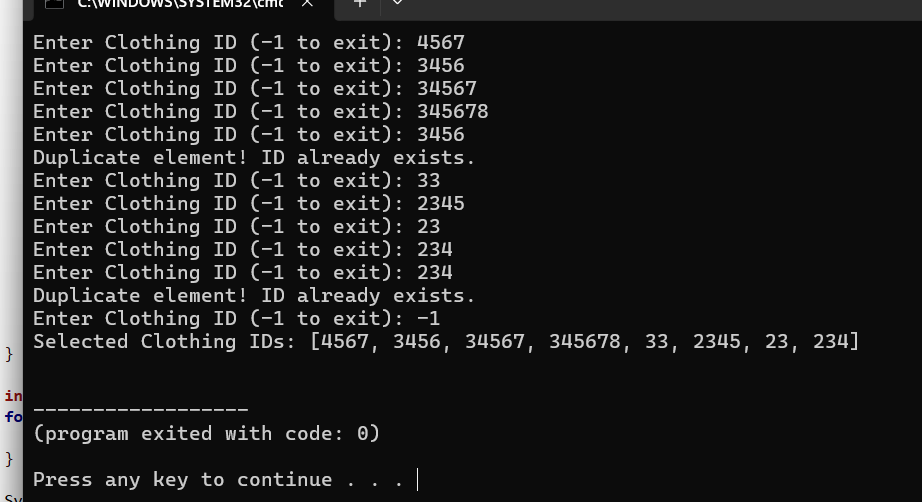 C:\WINDOWS\SYSTEM32\cmc
Enter Clothing ID (-1 to exit): 4567
Enter Clothing ID (-1 to exit): 3456
Enter Clothing ID (-1 to exit): 34567
Enter Clothing ID (-1 to exit): 345678
Enter Clothing ID (-1 to exit): 3456
Duplicate element! ID already exists.
Enter Clothing ID (-1 to exit): 33
Enter Clothing ID (-1 to exit): 2345
Enter Clothing ID (-1 to exit): 23
Enter Clothing ID (-1 to exit): 234
Enter Clothing ID (-1 to exit): 234
Duplicate element! ID already exists.
Enter Clothing ID (-1 to exit): -1
Selected Clothing IDs: [4567, 3456, 34567, 345678, 33, 2345, 23, 234]
}
in
fo
------------------
(program exited with code: 0)
}
Press any key to continue . . .
Sy